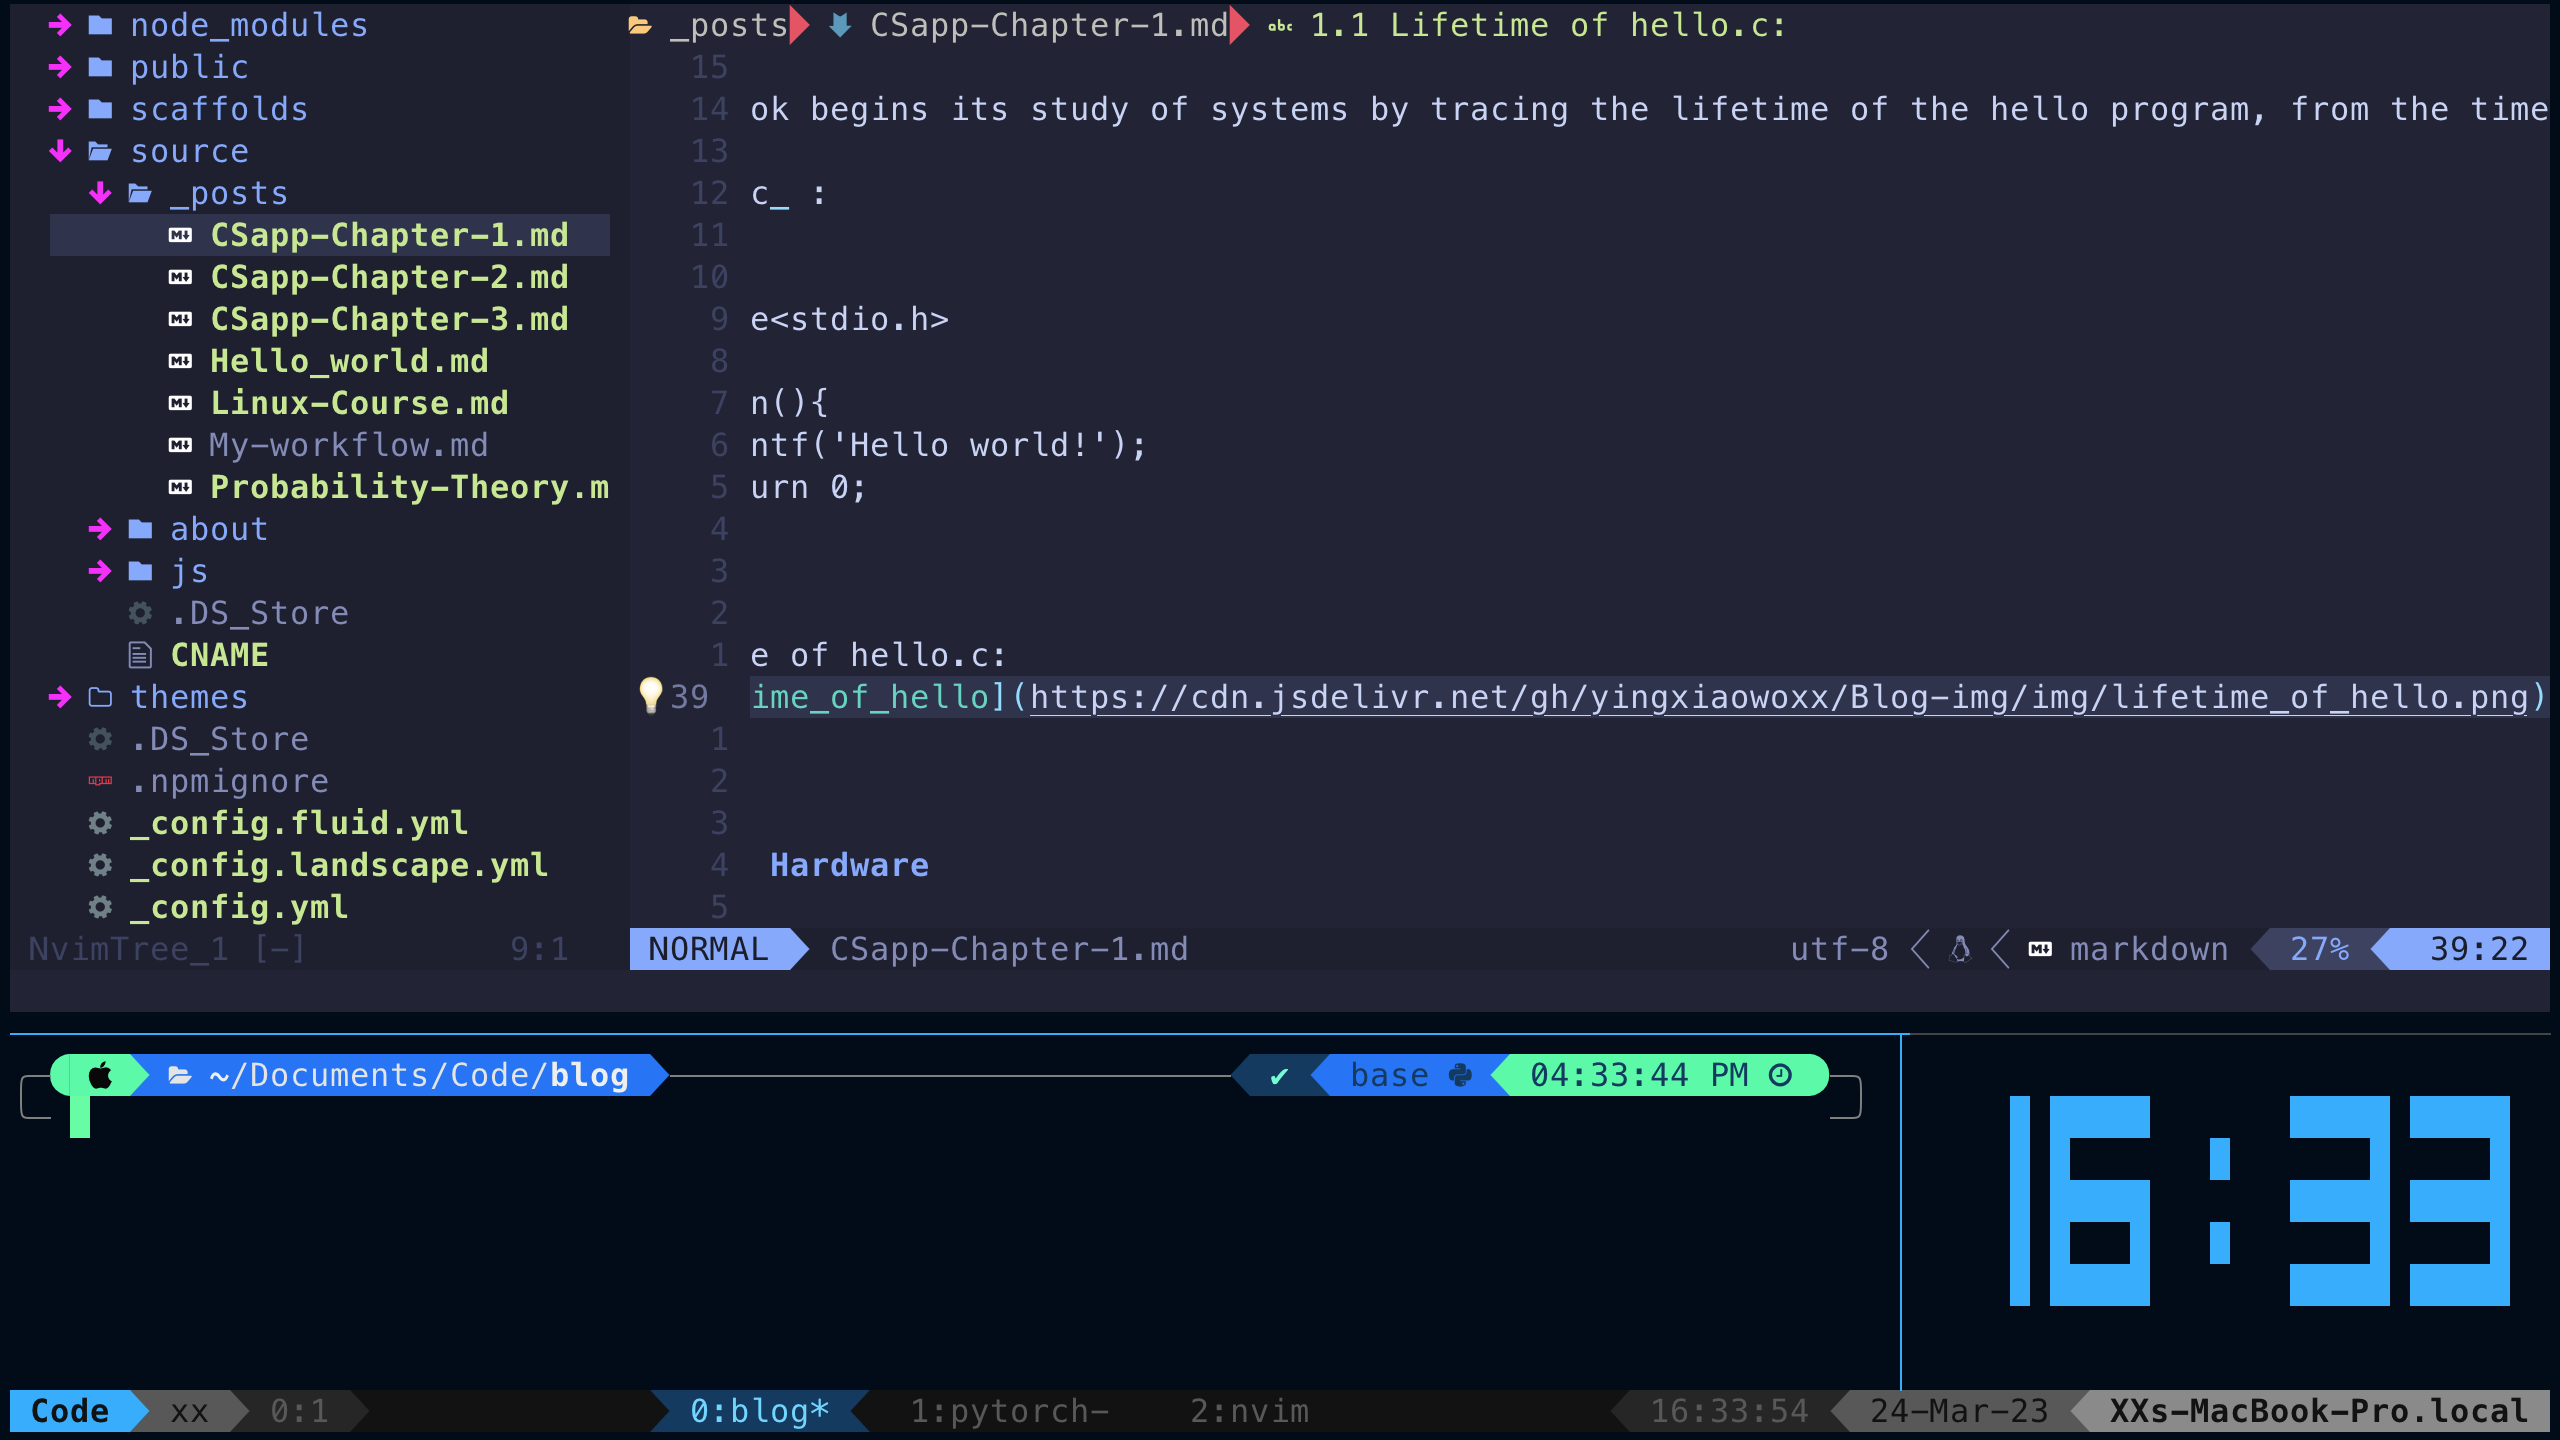 node_modules
public
scaffolds
source
_posts
CSapp-Chapter-1.md
CSapp-Chapter-2.md
CSapp-Chapter-3.md
Hello_world.md
Linux-Course.md
My-workflow.md
Probability-Theory.m
about
js
.DS_Store
CNAME
themes
.DS_Store
.npmignore
_config.fluid.yml
_config.landscape.yml
_config.yml
NvimTree_1 [-] 9:1
_posts CSapp-Chapter-1.md abc 1.1 Lifetime of hello.c:
15
14 ok begins its study of systems by tracing the lifetime of the hello program, from the time
13
12 c_ :
11
10
9 e<stdio.h>
8
7 n(){
6 ntf('Hello world!');
5 urn 0;
4
3
2
1 e of hello.c:
39 ime_of_hello](https://cdn.jsdelivr.net/gh/yingxiaowoxx/Blog-img/img/lifetime_of_hello.png)
1
2
3
4 Hardware
5
NORMAL CSapp-Chapter-1.md utf-8 markdown 27% 39:22
~/Documents/Code/blog ✔ base 04:33:44 PM
16:33
Code xx 0:1 0:blog* 1:pytorch- 2:nvim 16:33:54 24-Mar-23 XXs-MacBook-Pro.local